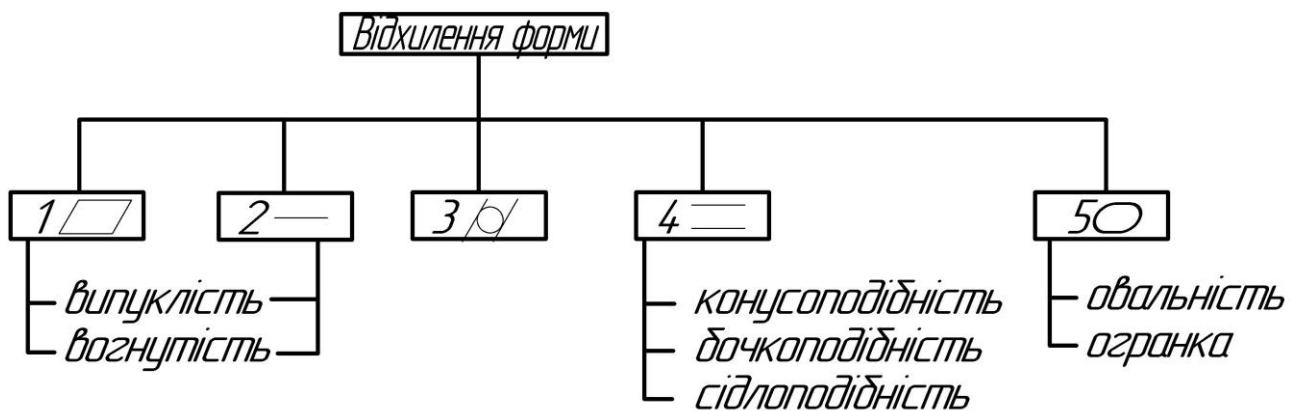 Відхилення форми
1
2
3
4
5
випуклість
вогнутість
конусоподібність
бочкоподібність
сідлоподібність
овальність
огранка